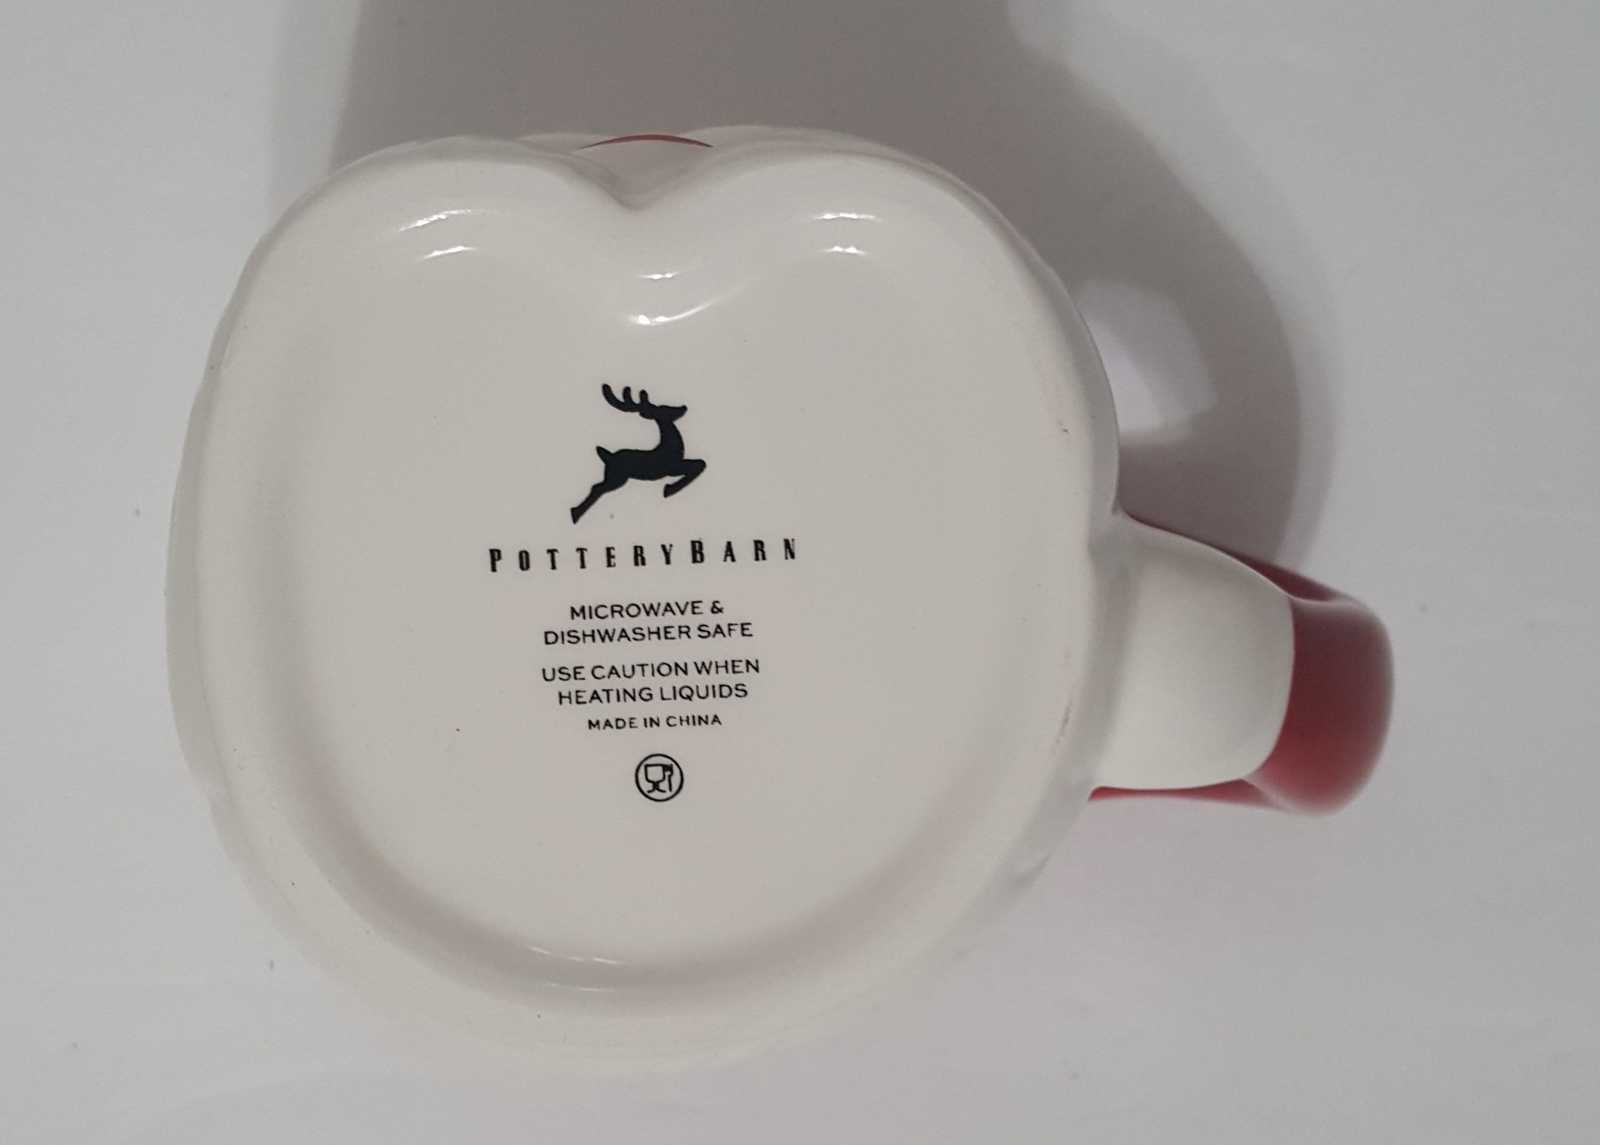 POTTERYBARN
MICROWAVE &
DISHWASHER SAFE
USE CAUTION WHEN
HEATING LIQUIDS
MADE IN CHINA